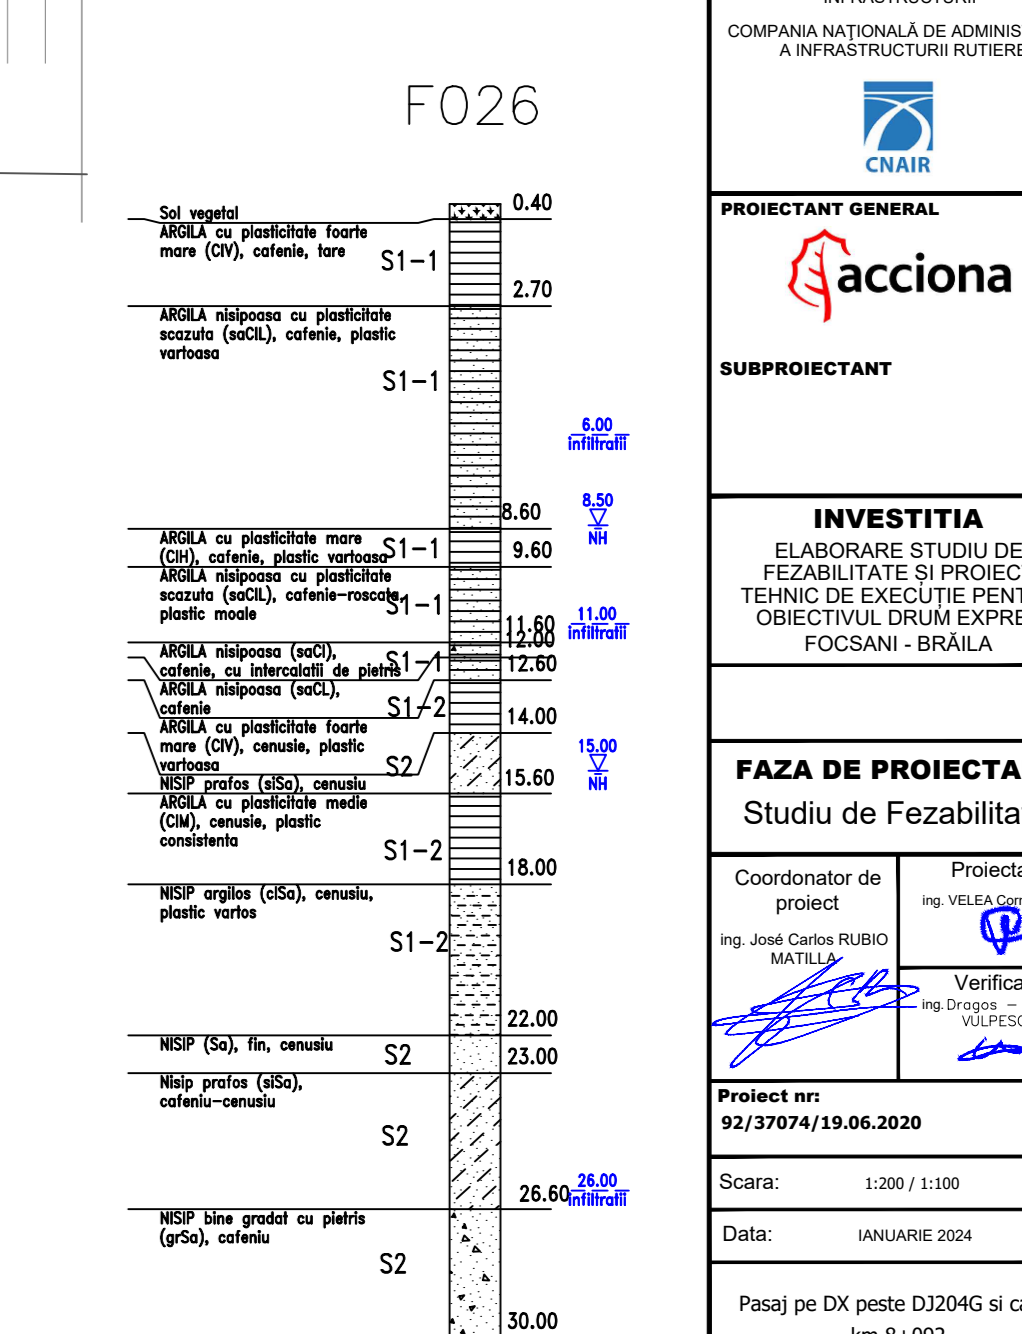 F026
0.40
Sol vegetal
ARGILA cu plasticitate foarte
mare (CIV), cafenie, tare
S1-1
2.70
ARGILA nisipoasa cu plasticitate
scazuta (saCIL), cafenie, plastic
vartoasa
S1-1
6.00
infiltratii
8.50
NH
8.60
ARGILA cu plasticitate mare
(CIH), cafenie, plastic vartoasa
S1-1
9.60
ARGILA nisipoasa cu plasticitate
scazuta (saCIL), cafenie-roscata,
plastic moale
S1-1
11.00
infiltratii
11.60
12.00
ARGILA nisipoasa (saCl),
cafenie, cu intercalatii de pietris
S1-1
12.60
ARGILA nisipoasa (saCL),
cafenie
S1-2
14.00
ARGILA cu plasticitate foarte
mare (CIV), cenusie, plastic
vartoasa
S2
15.00
NH
15.60
NISIP prafos (siSa), cenusiu
ARGILA cu plasticitate medie
(CIM), cenusie, plastic
consistenta
S1-2
18.00
NISIP argilos (clSa), cenusiu,
plastic vartos
S1-2
22.00
NISIP (Sa), fin, cenusiu
S2
23.00
Nisip prafos (siSa),
cafeniu-cenusiu
S2
26.00
infiltratii
26.60
NISIP bine gradat cu pietris
(grSa), cafeniu
S2
30.00
COMPANIA NAŢIONALĂ DE ADMINIS
A INFRASTRUCTURII RUTIERE
CNAIR
PROIECTANT GENERAL
acciona
SUBPROIECTANT
INVESTITIA
ELABORARE STUDIU DE
FEZABILITATE ȘI PROIEC
TEHNIC DE EXECUȚIE PENT
OBIECTIVUL DRUM EXPRE
FOCSANI - BRĂILA
FAZA DE PROIECTA
Studiu de Fezabilita
Coordonator de
proiect
ing. José Carlos RUBIO
MATILLA
Proiecta
ing. VELEA Corn
Verifica
ing. Dragos -
VULPESC
Proiect nr:
92/37074/19.06.2020
Scara: 1:200 / 1:100
Data: IANUARIE 2024
Pasaj pe DX peste DJ204G si ca
km 8+092